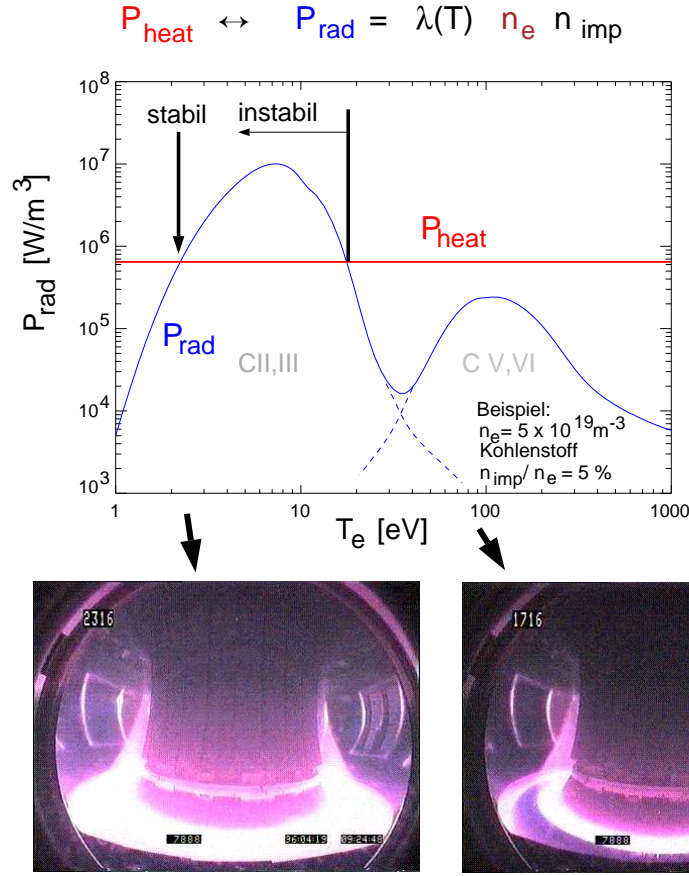 P_heat ↔ P_rad = λ(T) n_e n_imp
10^8
10^7
10^6
10^5
10^4
10^3
P_rad [W/m^3]
stabil
instabil
P_heat
P_rad
CII,III
C V,VI
Beispiel:
n_e = 5 x 10^19 m^-3
Kohlenstoff
n_imp / n_e = 5 %
1 10 100 1000
T_e [eV]
2316
7888 96:04:19 09:24:48
1716
7888